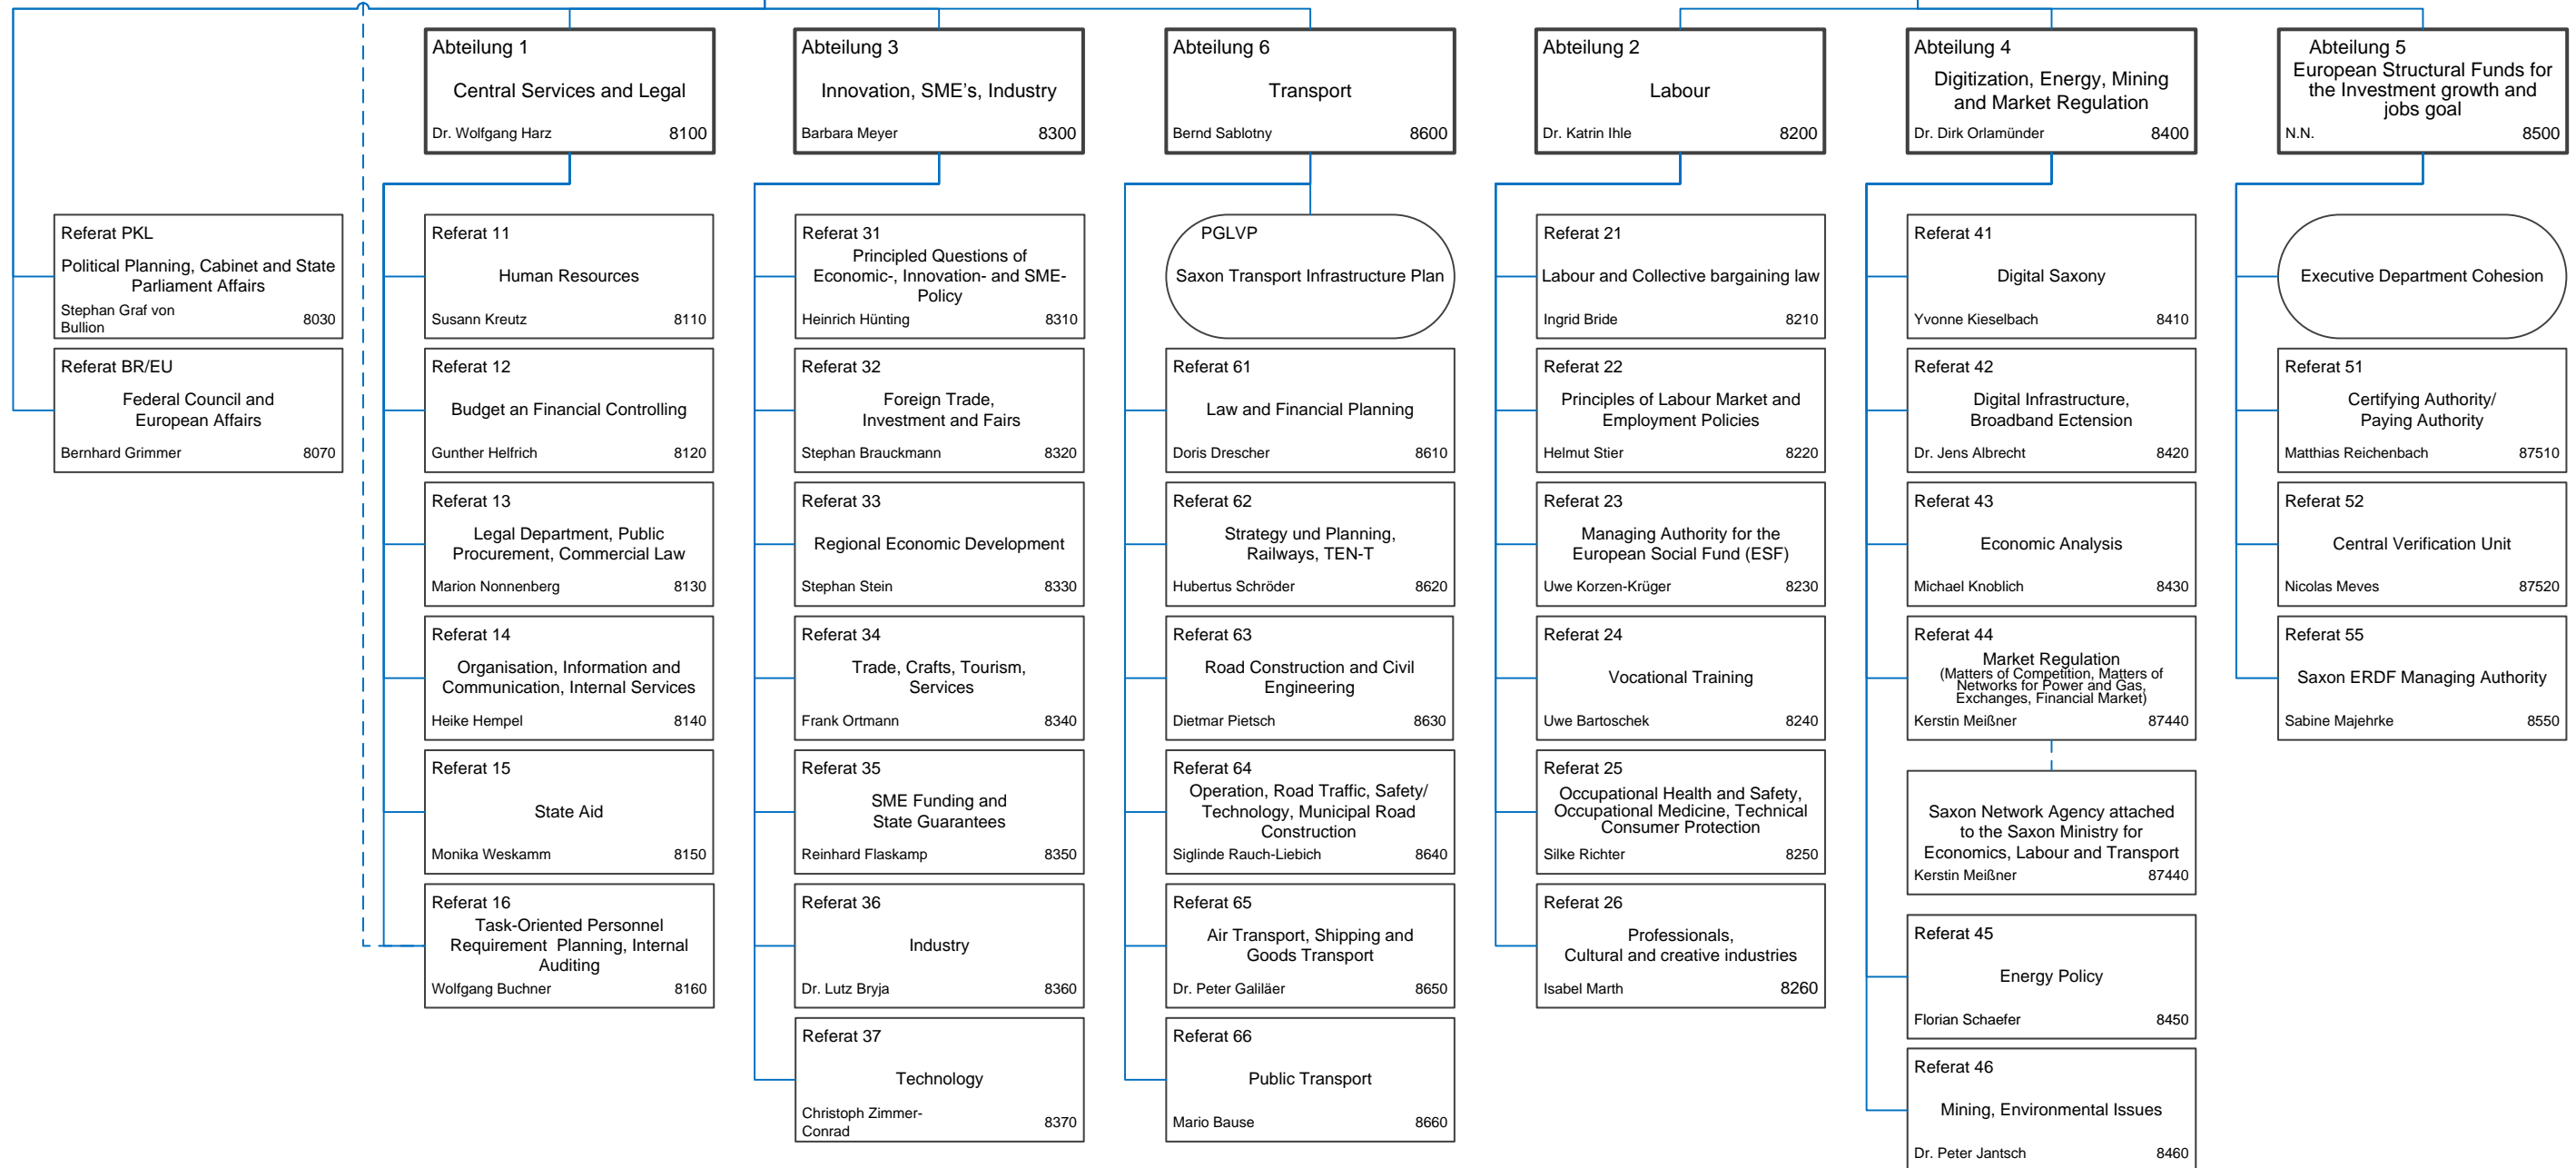 Abteilung 1
Central Services and Legal
Dr. Wolfgang Harz 8100
Abteilung 3
Innovation, SME's, Industry
Barbara Meyer 8300
Abteilung 6
Transport
Bernd Sablotny 8600
Abteilung 2
Labour
Dr. Katrin Ihle 8200
Abteilung 4
Digitization, Energy, Mining
and Market Regulation
Dr. Dirk Orlamünder 8400
Abteilung 5
European Structural Funds for
the Investment growth and
jobs goal
N.N. 8500
Referat PKL
Political Planning, Cabinet and State
Parliament Affairs
Stephan Graf von
Bullion 8030
Referat BR/EU
Federal Council and
European Affairs
Bernhard Grimmer 8070
Referat 11
Human Resources
Susann Kreutz 8110
Referat 12
Budget an Financial Controlling
Gunther Helfrich 8120
Referat 13
Legal Department, Public
Procurement, Commercial Law
Marion Nonnenberg 8130
Referat 14
Organisation, Information and
Communication, Internal Services
Heike Hempel 8140
Referat 15
State Aid
Monika Weskamm 8150
Referat 16
Task-Oriented Personnel
Requirement Planning, Internal
Auditing
Wolfgang Buchner 8160
Referat 31
Principled Questions of
Economic-, Innovation- and SME-
Policy
Heinrich Hünting 8310
Referat 32
Foreign Trade,
Investment and Fairs
Stephan Brauckmann 8320
Referat 33
Regional Economic Development
Stephan Stein 8330
Referat 34
Trade, Crafts, Tourism,
Services
Frank Ortmann 8340
Referat 35
SME Funding and
State Guarantees
Reinhard Flaskamp 8350
Referat 36
Industry
Dr. Lutz Bryja 8360
Referat 37
Technology
Christoph Zimmer-
Conrad 8370
PGLVP
Saxon Transport Infrastructure Plan
Referat 61
Law and Financial Planning
Doris Drescher 8610
Referat 62
Strategy und Planning,
Railways, TEN-T
Hubertus Schröder 8620
Referat 63
Road Construction and Civil
Engineering
Dietmar Pietsch 8630
Referat 64
Operation, Road Traffic, Safety/
Technology, Municipal Road
Construction
Siglinde Rauch-Liebich 8640
Referat 65
Air Transport, Shipping and
Goods Transport
Dr. Peter Galiläer 8650
Referat 66
Public Transport
Mario Bause 8660
Referat 21
Labour and Collective bargaining law
Ingrid Bride 8210
Referat 22
Principles of Labour Market and
Employment Policies
Helmut Stier 8220
Referat 23
Managing Authority for the
European Social Fund (ESF)
Uwe Korzen-Krüger 8230
Referat 24
Vocational Training
Uwe Bartoschek 8240
Referat 25
Occupational Health and Safety,
Occupational Medicine, Technical
Consumer Protection
Silke Richter 8250
Referat 26
Professionals,
Cultural and creative industries
Isabel Marth 8260
Referat 41
Digital Saxony
Yvonne Kieselbach 8410
Referat 42
Digital Infrastructure,
Broadband Ectension
Dr. Jens Albrecht 8420
Referat 43
Economic Analysis
Michael Knoblich 8430
Referat 44
Market Regulation
(Matters of Competition, Matters of
Networks for Power and Gas,
Exchanges, Financial Market)
Kerstin Meißner 87440
Saxon Network Agency attached
to the Saxon Ministry for
Economics, Labour and Transport
Kerstin Meißner 87440
Referat 45
Energy Policy
Florian Schaefer 8450
Referat 46
Mining, Environmental Issues
Dr. Peter Jantsch 8460
Executive Department Cohesion
Referat 51
Certifying Authority/
Paying Authority
Matthias Reichenbach 87510
Referat 52
Central Verification Unit
Nicolas Meves 87520
Referat 55
Saxon ERDF Managing Authority
Sabine Majehrke 8550